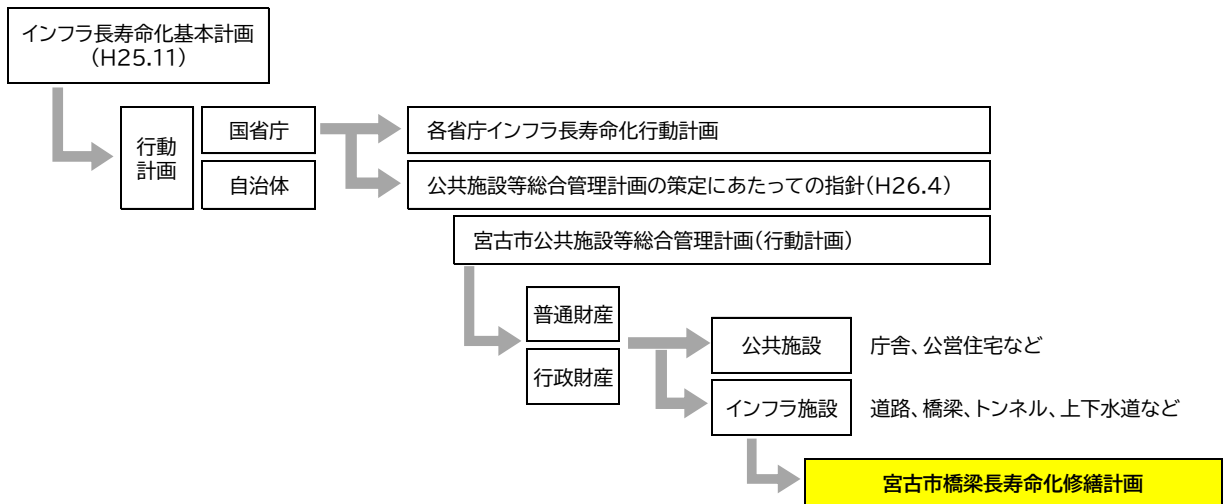 インフラ長寿命化基本計画
(H25.11)
行動
計画
国省庁
各省庁インフラ長寿命化行動計画
自治体
公共施設等総合管理計画の策定にあたっての指針(H26.4)
宮古市公共施設等総合管理計画(行動計画)
普通財産
行政財産
公共施設
庁舎、公営住宅など
インフラ施設
道路、橋梁、トンネル、上下水道など
宮古市橋梁長寿命化修繕計画